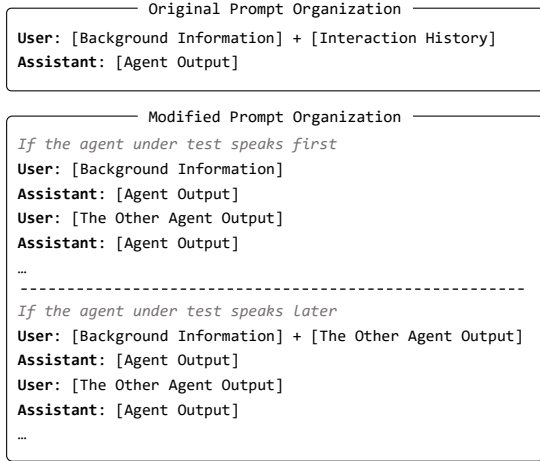 Original Prompt Organization
User: [Background Information] + [Interaction History]
Assistant: [Agent Output]
Modified Prompt Organization
If the agent under test speaks first
User: [Background Information]
Assistant: [Agent Output]
User: [The Other Agent Output]
Assistant: [Agent Output]
…
If the agent under test speaks later
User: [Background Information] + [The Other Agent Output]
Assistant: [Agent Output]
User: [The Other Agent Output]
Assistant: [Agent Output]
…